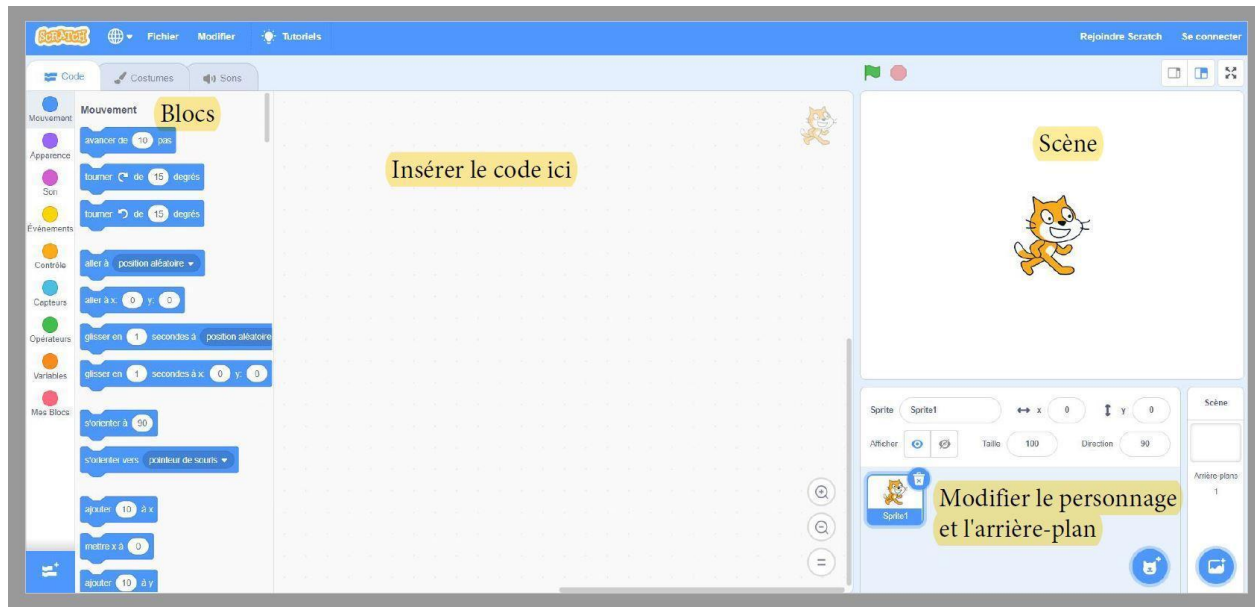 SCRATCH Fichier Modifier Tutoriels Rejoindre Scratch Se connecter
Code Costumes Sons
Mouvement
Apparence
Son
Événements
Contrôle
Capteurs
Opérateurs
Variables
Mes Blocs
Mouvement
Blocs
avancer de 10 pas
tourner de 15 degrés
tourner de 15 degrés
aller à position aléatoire
aller à x: 0 y: 0
glisser en 1 secondes à position aléatoire
glisser en 1 secondes à x: 0 y: 0
s'orienter à 90
s'orienter vers pointeur de souris
ajouter 10 à x
mettre x à 0
ajouter 10 à y
Insérer le code ici
Scène
Sprite Sprite1 x 0 y 0
Afficher Taille 100 Direction 90
Sprite1
Modifier le personnage
et l'arrière-plan
Scène
Arrière-plans
1